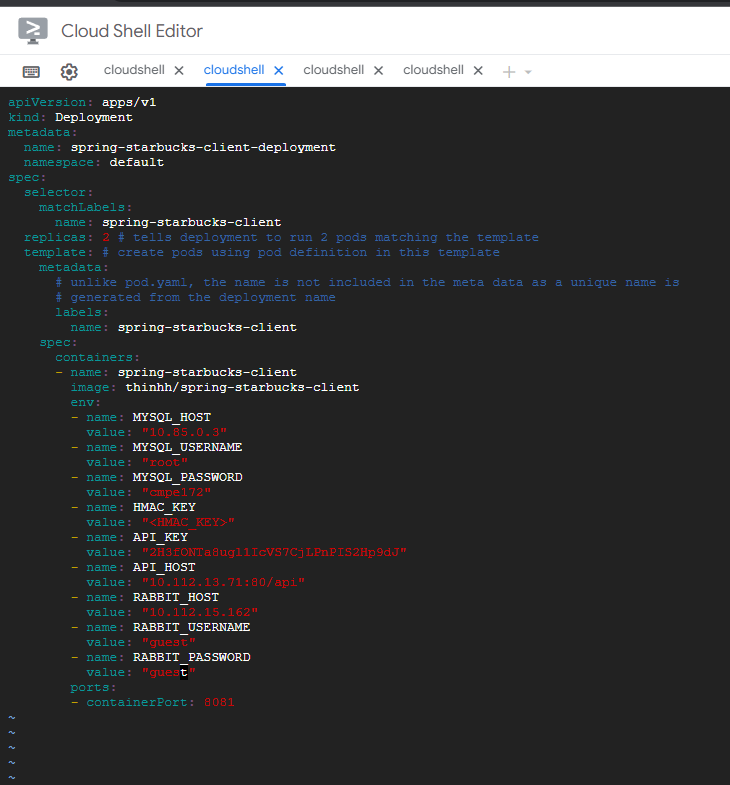 Cloud Shell Editor
cloudshell cloudshell cloudshell cloudshell
apiVersion: apps/v1
kind: Deployment
metadata:
  name: spring-starbucks-client-deployment
  namespace: default
spec:
  selector:
    matchLabels:
      name: spring-starbucks-client
  replicas: 2 # tells deployment to run 2 pods matching the template
  template: # create pods using pod definition in this template
    metadata:
      # unlike pod.yaml, the name is not included in the meta data as a unique name is
      # generated from the deployment name
      labels:
        name: spring-starbucks-client
    spec:
      containers:
      - name: spring-starbucks-client
        image: thinhh/spring-starbucks-client
        env:
        - name: MYSQL_HOST
          value: "10.85.0.3"
        - name: MYSQL_USERNAME
          value: "root"
        - name: MYSQL_PASSWORD
          value: "cmpe172"
        - name: HMAC_KEY
          value: "<HMAC_KEY>"
        - name: API_KEY
          value: "2H3fONTa8ugl1IcVS7CjLPnPIS2Hp9dJ"
        - name: API_HOST
          value: "10.112.13.71:80/api"
        - name: RABBIT_HOST
          value: "10.112.15.162"
        - name: RABBIT_USERNAME
          value: "guest"
        - name: RABBIT_PASSWORD
          value: "guest"
        ports:
        - containerPort: 8081
~
~
~
~
~